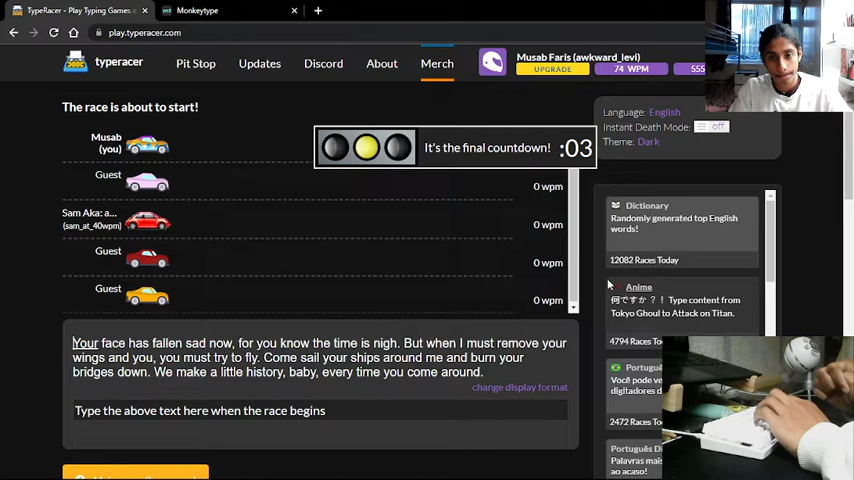 TypeRacer - Play Typing Games a
Monkeytype
play.typeracer.com
typeracer
Pit Stop
Updates
Discord
About
Merch
Musab Faris (awkward_levi)
UPGRADE
74 WPM
555
The race is about to start!
Musab
(you)
It's the final countdown!
:03
Guest
0 wpm
Sam Aka: a...
(sam_at_40wpm)
0 wpm
Guest
0 wpm
Guest
0 wpm
Your face has fallen sad now, for you know the time is nigh. But when I must remove your
wings and you, you must try to fly. Come sail your ships around me and burn your
bridges down. We make a little history, baby, every time you come around.
change display format
Type the above text here when the race begins
Language: English
Instant Death Mode: off
Theme: Dark
Dictionary
Randomly generated top English
words!
12082 Races Today
Anime
何ですか？！ Type content from
Tokyo Ghoul to Attack on Titan.
4794 Races To
Portugu
Você pode ve
digitadores d
2472 Races T
Português D
Palavras mais
ao acaso!